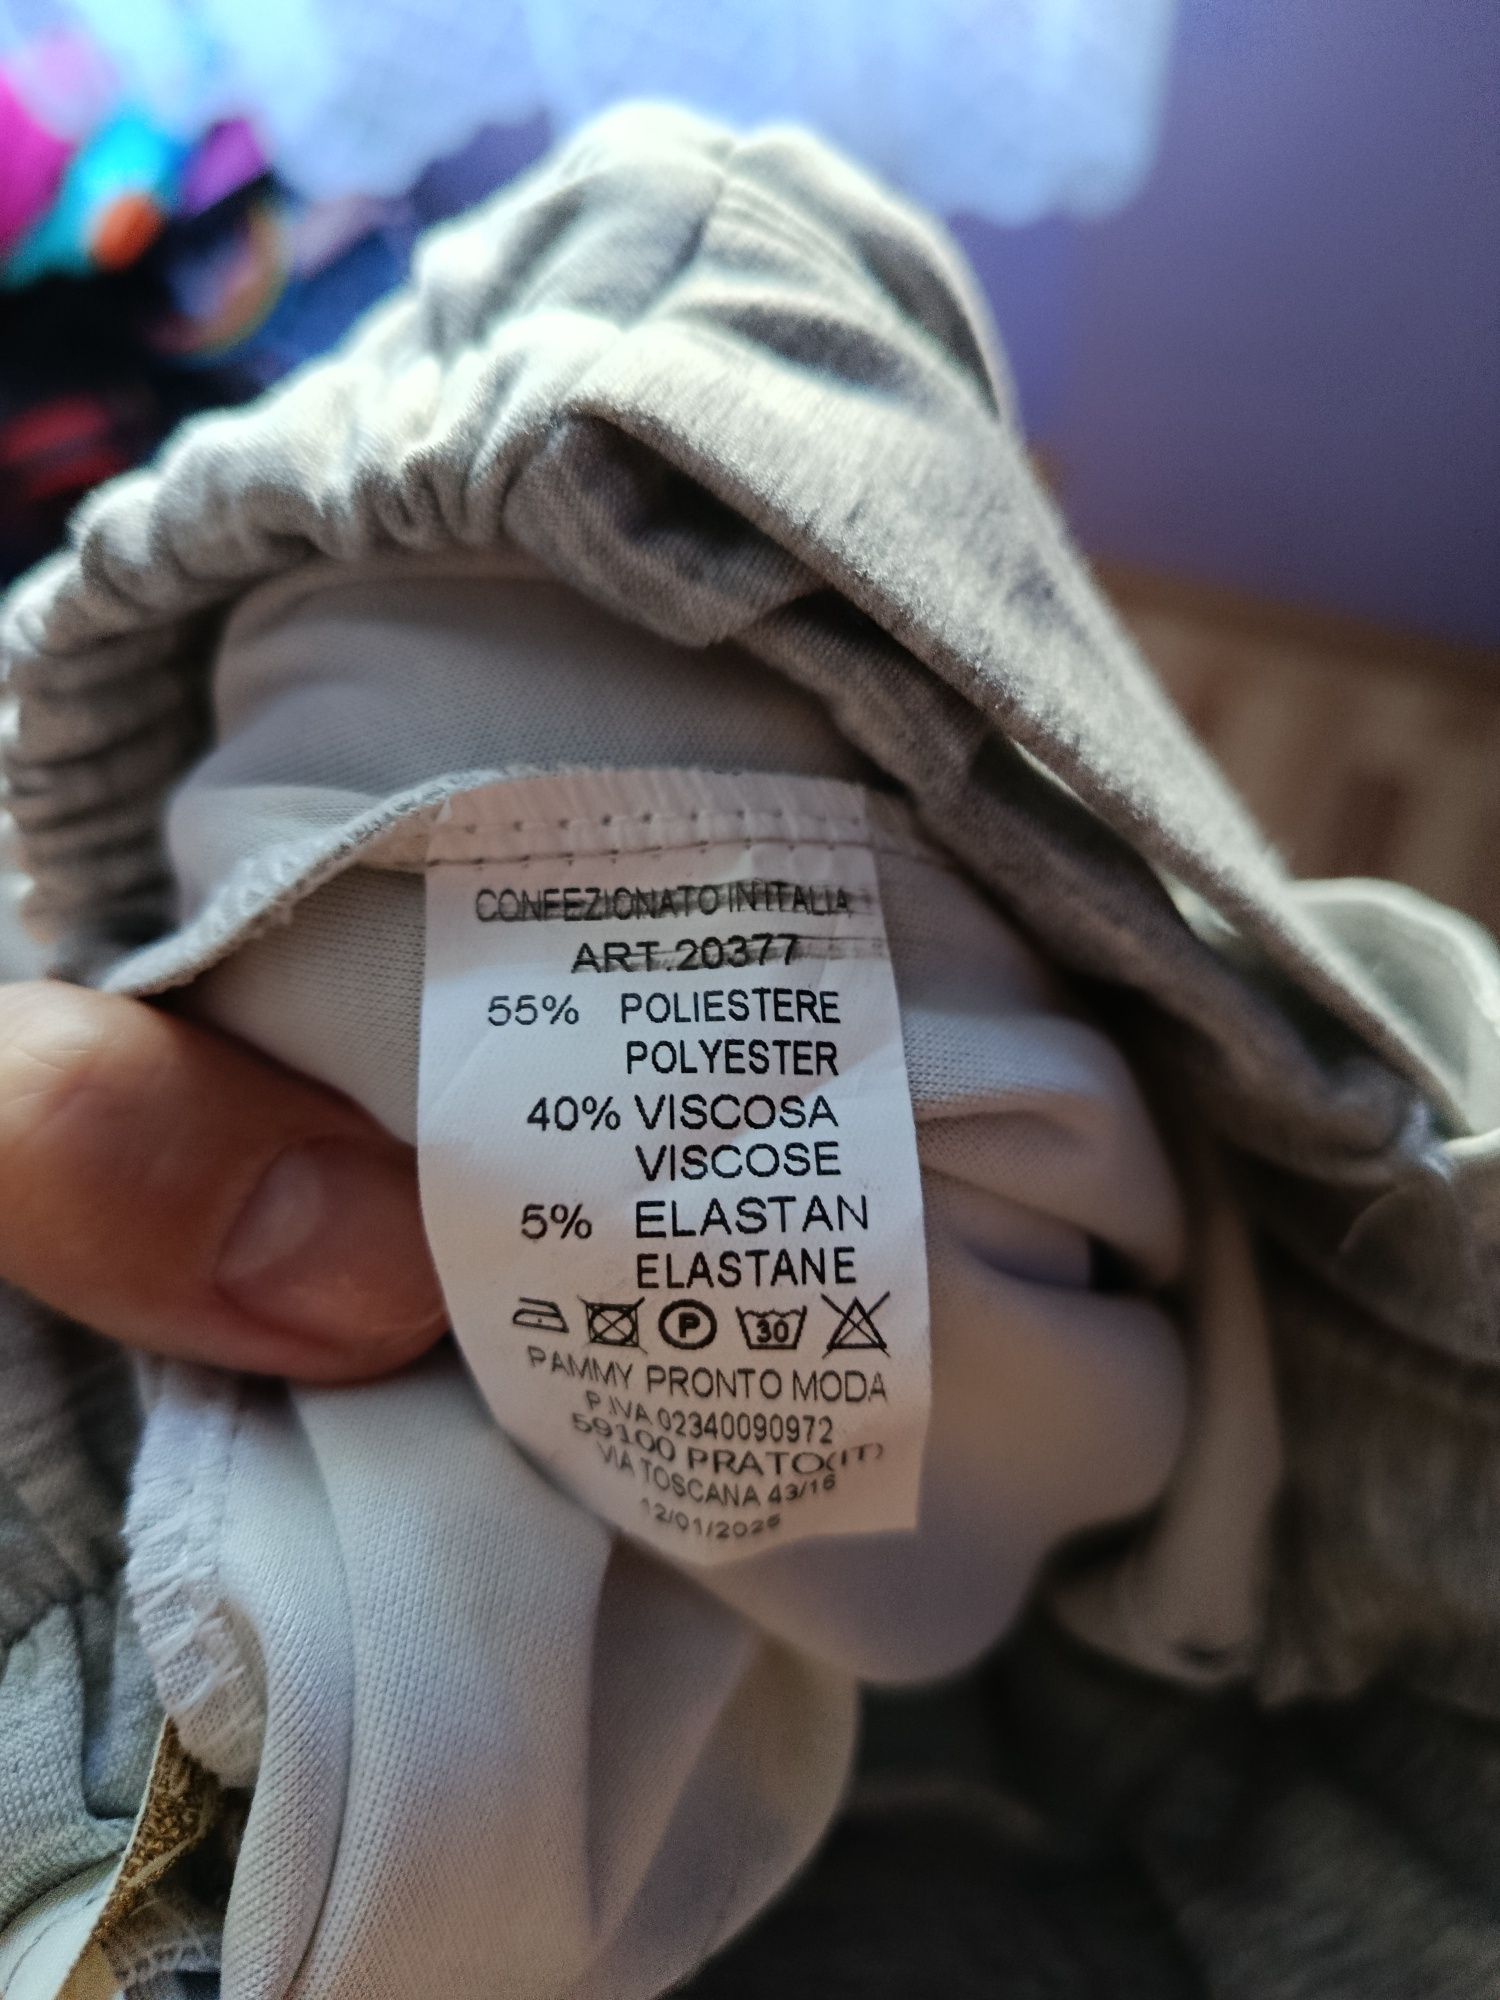 CONFEZIONATO IN ITALIA
ART.20377
55% POLIESTERE
POLYESTER
40% VISCOSA
VISCOSE
5% ELASTAN
ELASTANE
P 30
PAMMY PRONTO MODA
P.IVA 02340090972
59100 PRATO(IT)
VIA TOSCANA 43/16
12/01/2025